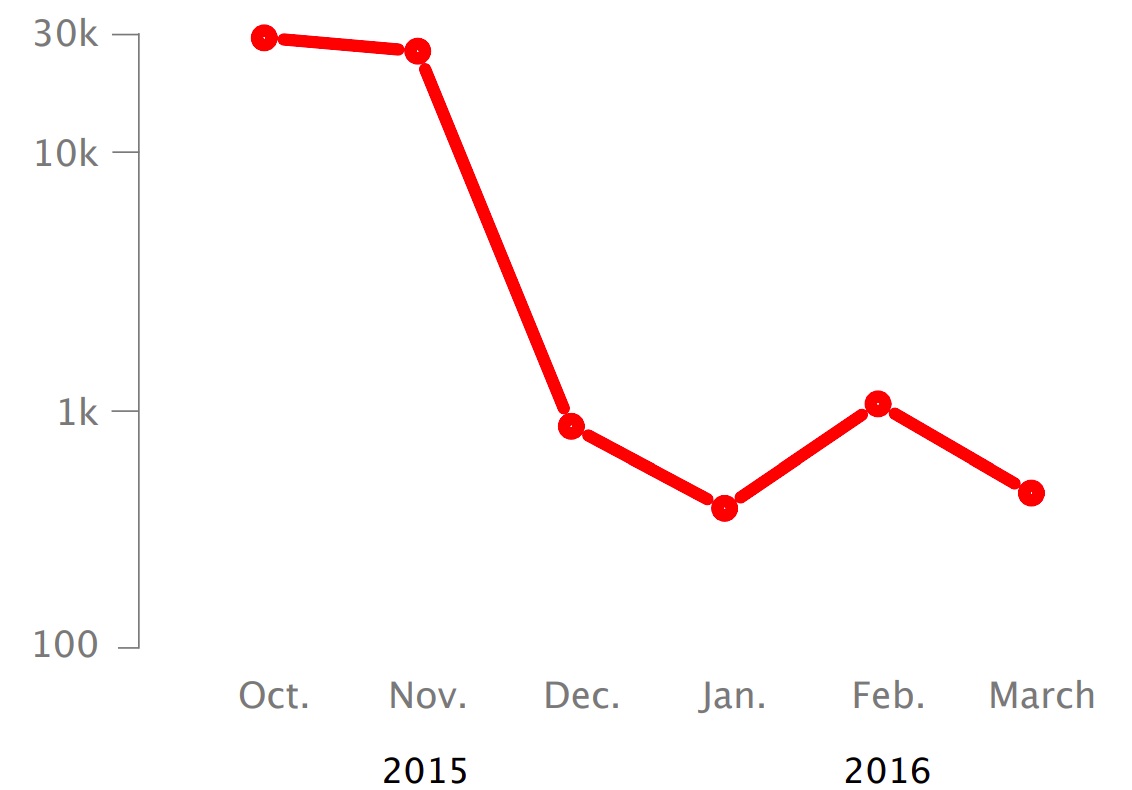 30k
10k
1k
100
Oct. Nov. Dec. Jan. Feb. March
2015 2016